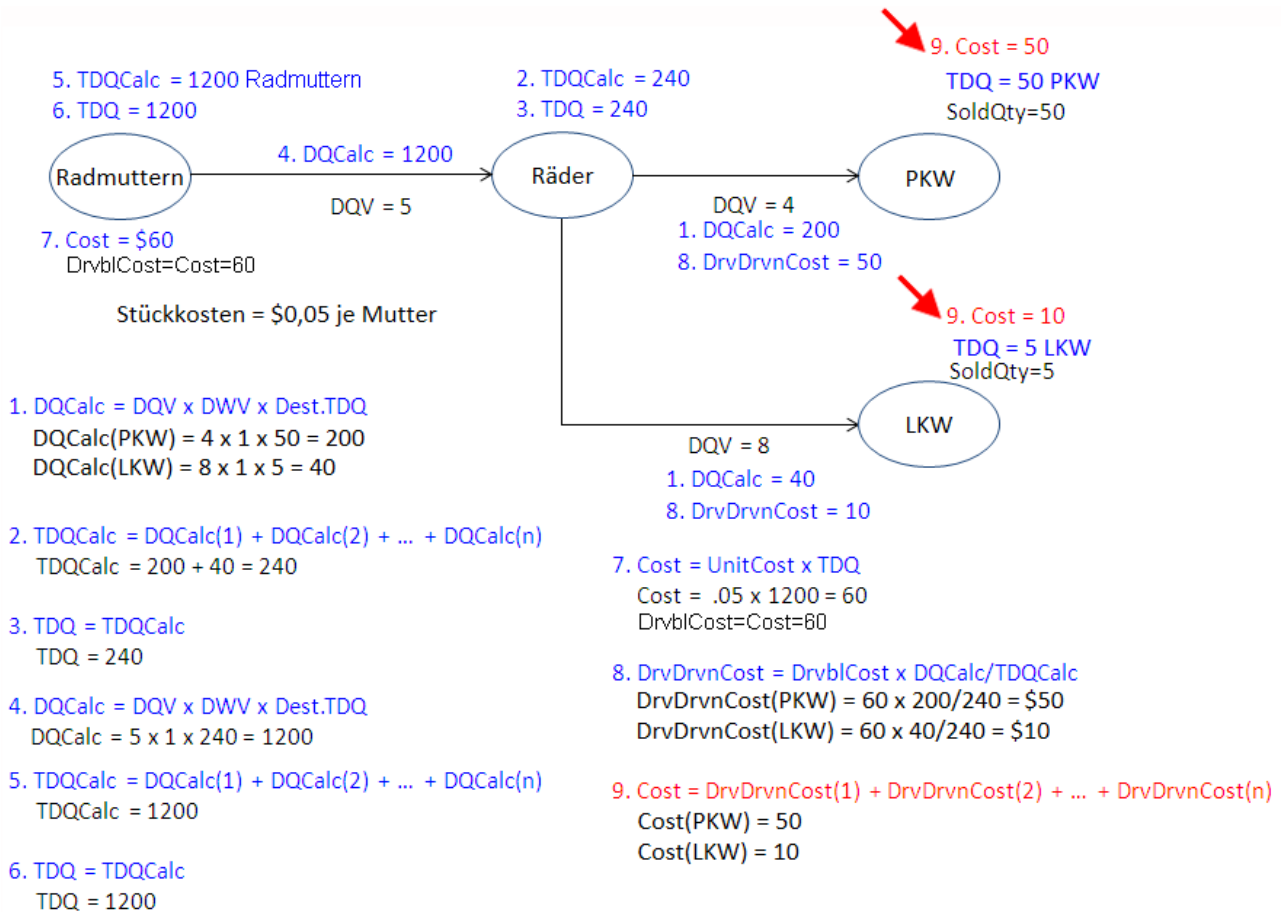 9. Cost = 50
TDQ = 50 PKW
SoldQty=50
5. TDQCalc = 1200 Radmuttern
6. TDQ = 1200
2. TDQCalc = 240
3. TDQ = 240
Radmuttern
4. DQCalc = 1200
DQV = 5
Räder
DQV = 4
1. DQCalc = 200
8. DrvDrvnCost = 50
PKW
7. Cost = $60
DrvblCost=Cost=60
Stückkosten = $0,05 je Mutter
9. Cost = 10
TDQ = 5 LKW
SoldQty=5
LKW
DQV = 8
1. DQCalc = 40
8. DrvDrvnCost = 10
1. DQCalc = DQV x DWV x Dest.TDQ
DQCalc(PKW) = 4 x 1 x 50 = 200
DQCalc(LKW) = 8 x 1 x 5 = 40
2. TDQCalc = DQCalc(1) + DQCalc(2) + ... + DQCalc(n)
TDQCalc = 200 + 40 = 240
3. TDQ = TDQCalc
TDQ = 240
4. DQCalc = DQV x DWV x Dest.TDQ
DQCalc = 5 x 1 x 240 = 1200
5. TDQCalc = DQCalc(1) + DQCalc(2) + ... + DQCalc(n)
TDQCalc = 1200
6. TDQ = TDQCalc
TDQ = 1200
7. Cost = UnitCost x TDQ
Cost = .05 x 1200 = 60
DrvblCost=Cost=60
8. DrvDrvnCost = DrvblCost x DQCalc/TDQCalc
DrvDrvnCost(PKW) = 60 x 200/240 = $50
DrvDrvnCost(LKW) = 60 x 40/240 = $10
9. Cost = DrvDrvnCost(1) + DrvDrvnCost(2) + ... + DrvDrvnCost(n)
Cost(PKW) = 50
Cost(LKW) = 10